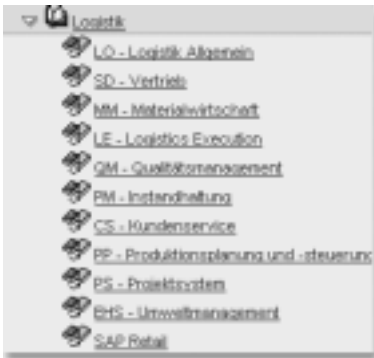 Logistik
LO - Logistik Allgemein
SD - Vertrieb
MM - Materialwirtschaft
LE - Logistics Execution
QM - Qualitätsmanagement
PM - Instandhaltung
CS - Kundenservice
PP - Produktionsplanung und -steuerung
PS - Projektsystem
EHS - Umweltmanagement
SAP Retail